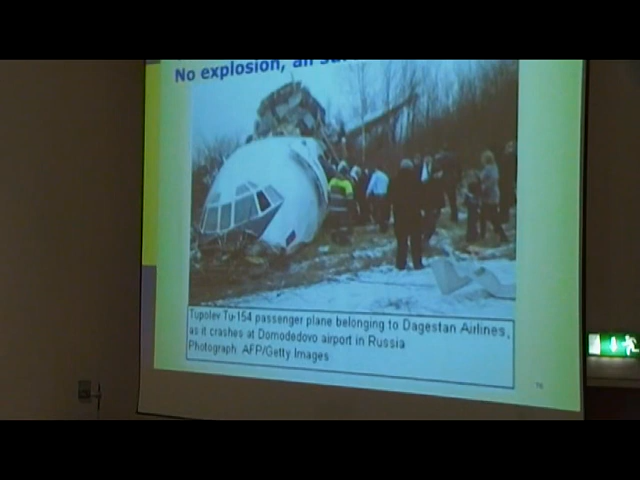 No explosion, all
Tupolev Tu-154 passenger plane belonging to Dagestan Airlines,
as it crashes at Domodedovo airport in Russia
Photograph: AFP/Getty Images